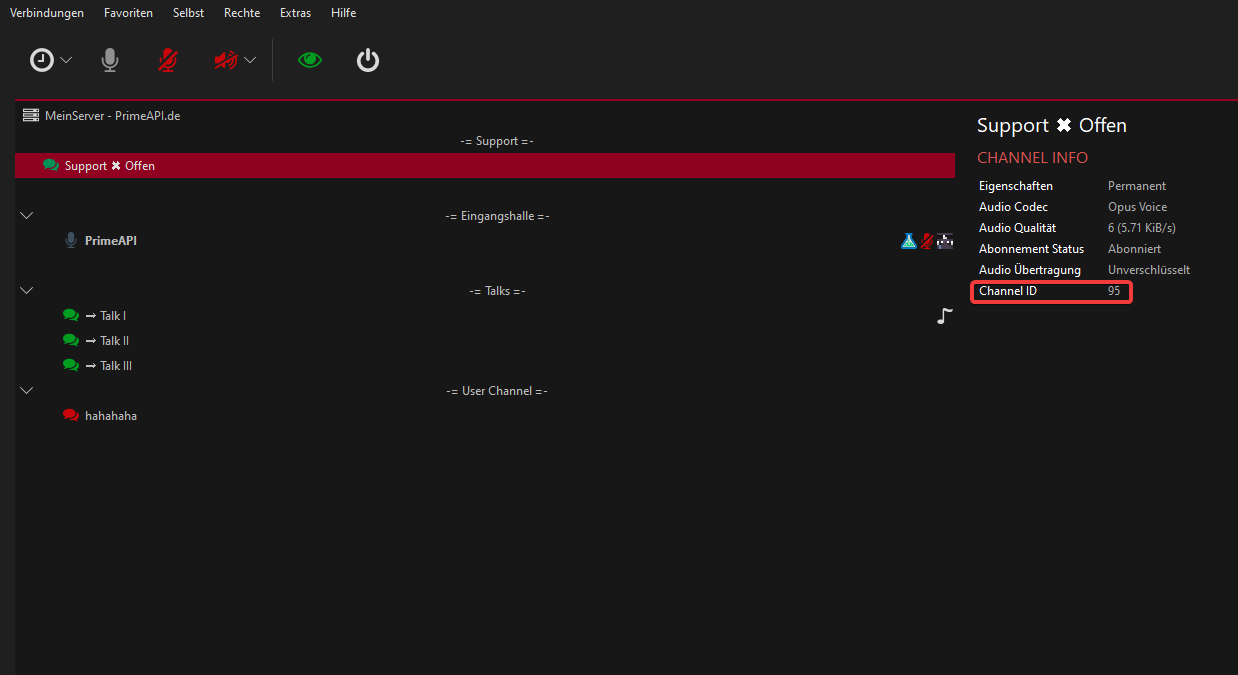 Verbindungen Favoriten Selbst Rechte Extras Hilfe
MeinServer - PrimeAPI.de
-= Support =-
Support ✖ Offen
-= Eingangshalle =-
PrimeAPI
-= Talks =-
→ Talk I
→ Talk II
→ Talk III
-= User Channel =-
hahahaha
Support ✖ Offen
CHANNEL INFO
Eigenschaften Permanent
Audio Codec Opus Voice
Audio Qualität 6 (5.71 KiB/s)
Abonnement Status Abonniert
Audio Übertragung Unverschlüsselt
Channel ID 95